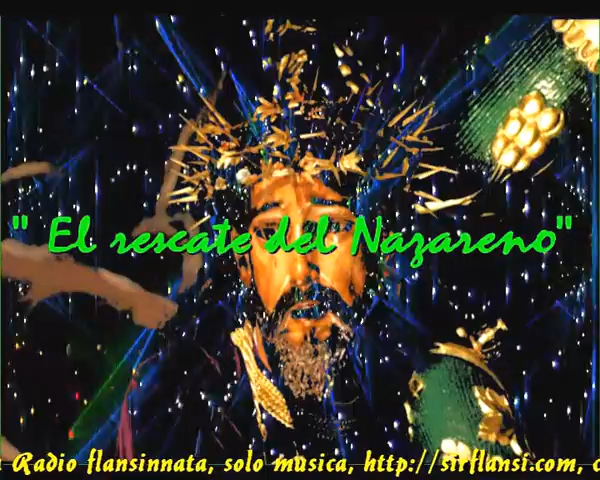 " El rescate del Nazareno"
Radio flansinnata, solo musica, http://sirflansi.com,